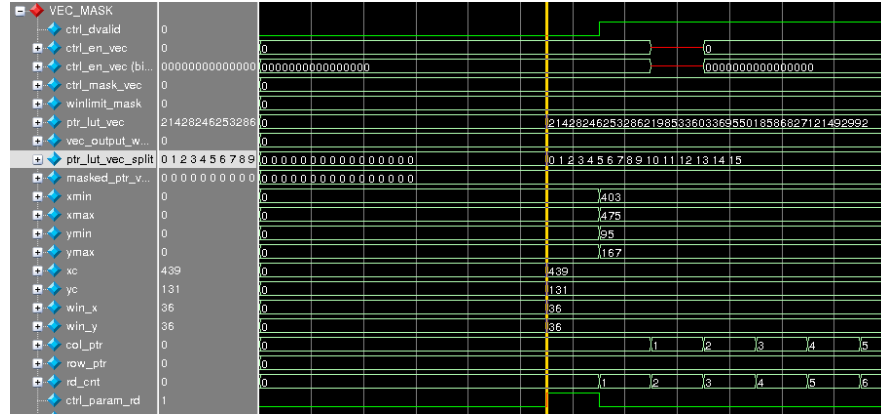 VEC_MASK
ctrl_dvalid 0
ctrl_en_vec 0 0 0
ctrl_en_vec (bi... 00000000000000 0000000000000000 0000000000000000
ctrl_mask_vec 0 0
winlimit_mask 0 0
ptr_lut_vec 21428246253286 0
vec_output_w... 0 0
ptr_lut_vec_split 0 1 2 3 4 5 6 7 8 9 0 0 0 0 0 0 0 0 0 0 0 0 0 0 0 0 0 1 2 3 4 5 6 7 8 9 10 11 12 13 14 15
masked_ptr_v... 0 0 0 0 0 0 0 0 0 0 0 0 0 0 0 0 0 0 0 0 0 0 0 0 0 0
xmin 0 0 403
xmax 0 0 475
ymin 0 0 95
ymax 0 0 167
xc 439 0 439
yc 131 0 131
win_x 36 0 36
win_y 36 0 36
col_ptr 0 0 1 2 3 4 5
row_ptr 0 0
rd_cnt 0 0 1 2 3 4 5 6
ctrl_param_rd 1